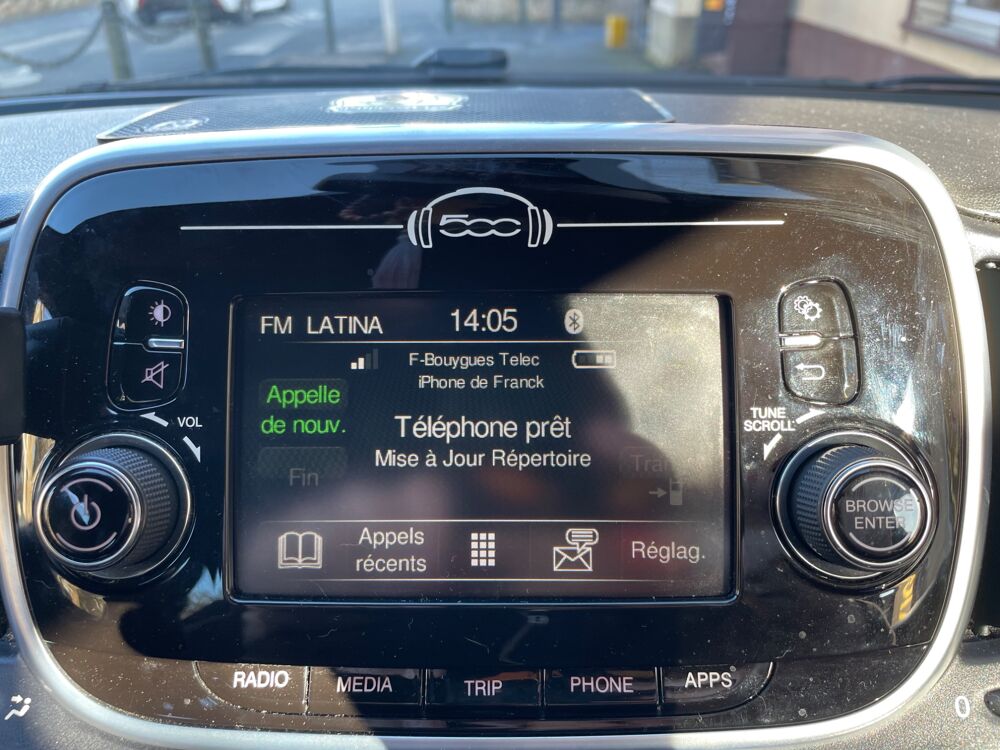 500
FM LATINA 14:05
F-Bouygues Telec
iPhone de Franck
Appelle
de nouv.
Téléphone prêt
Mise à Jour Répertoire
Fin
Appels
récents
Réglag.
VOL
TUNE
SCROLL
BROWSE
ENTER
RADIO MEDIA TRIP PHONE APPS
0